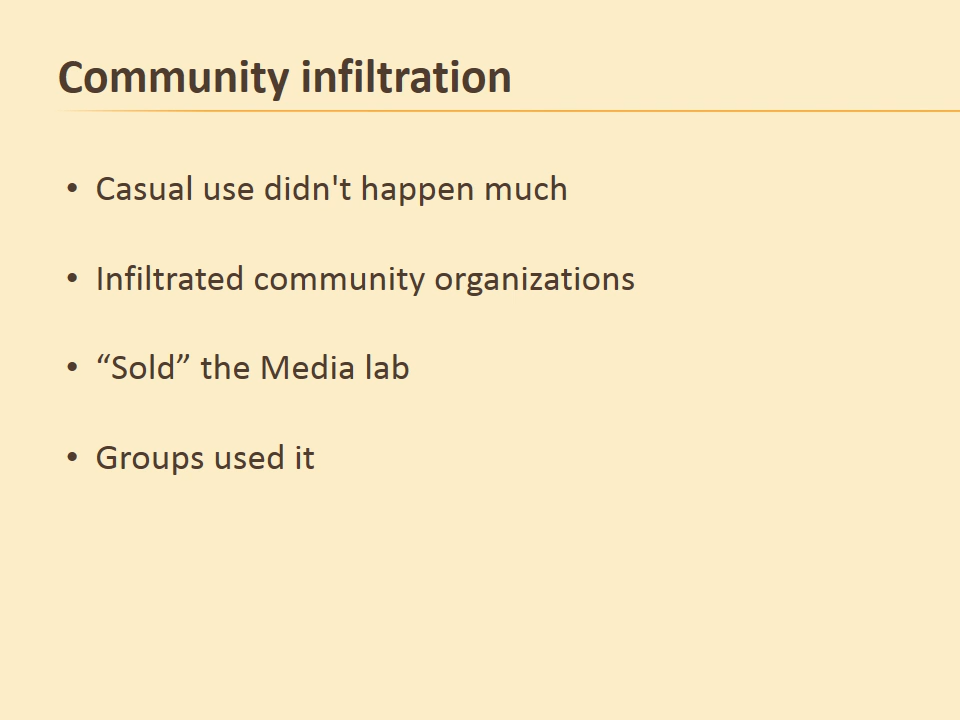 Community infiltration
• Casual use didn't happen much
• Infiltrated community organizations
• “Sold” the Media lab
• Groups used it